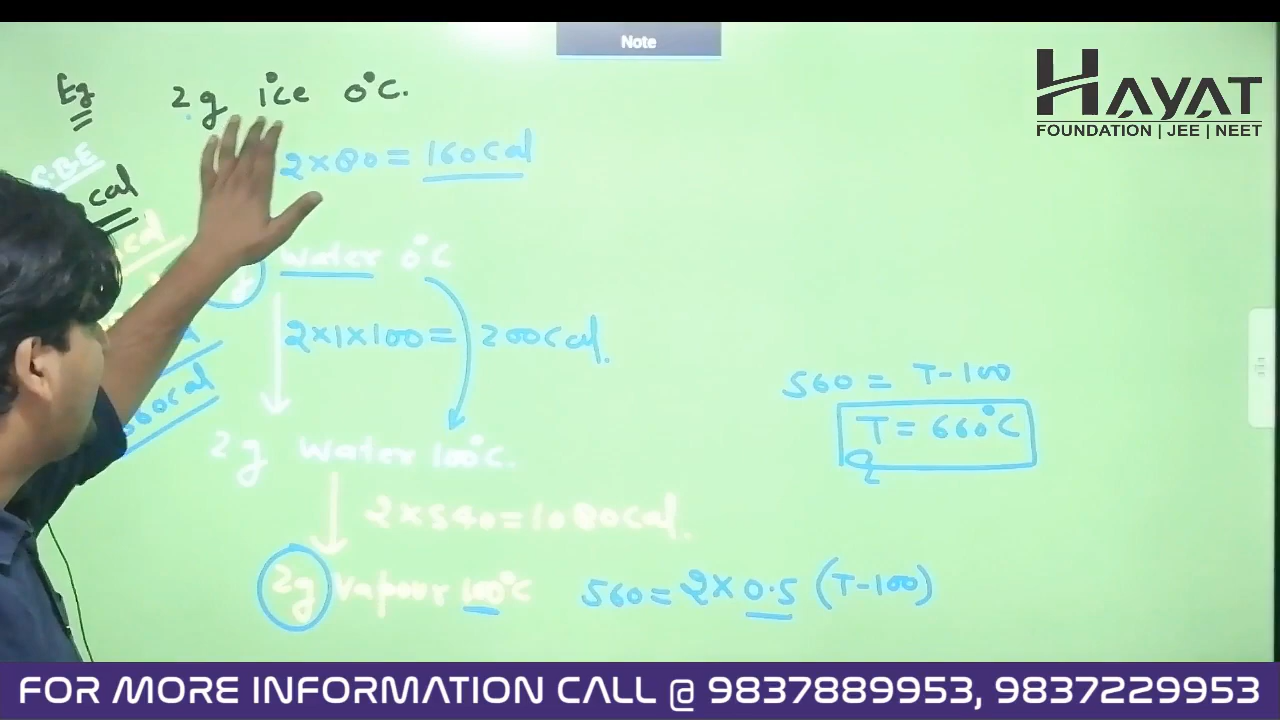 Note
HAYAT
FOUNDATION | JEE | NEET
Eg 2g ice 0°C.
2×80 = 160 cal
cal
water 0°C
2×1×100 = 200 cal.
560 = T-100
T = 660°C
2g water 100°C.
2×540 = 1080 cal.
2g vapour 100°C 560 = 2×0.5 (T-100)
FOR MORE INFORMATION CALL @ 9837889953, 9837229953